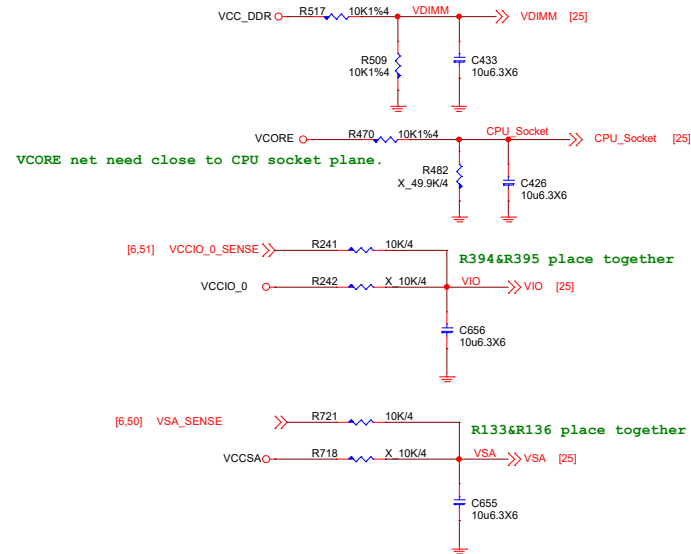 VCC_DDR R517 10K1%4 VDIMM VDIMM [25]
R509
10K1%4
C433
10u6.3X6
VCORE R470 10K1%4 CPU_Socket CPU_Socket [25]
VCORE net need close to CPU socket plane.
R482
X_49.9K/4
C426
10u6.3X6
[6,51] VCCIO_0_SENSE R241 10K/4
R394&R395 place together
VCCIO_0 R242 X_10K/4 VIO VIO [25]
C656
10u6.3X6
[6,50] VSA_SENSE R721 10K/4
R133&R136 place together
VCCSA R718 X_10K/4 VSA VSA [25]
C655
10u6.3X6